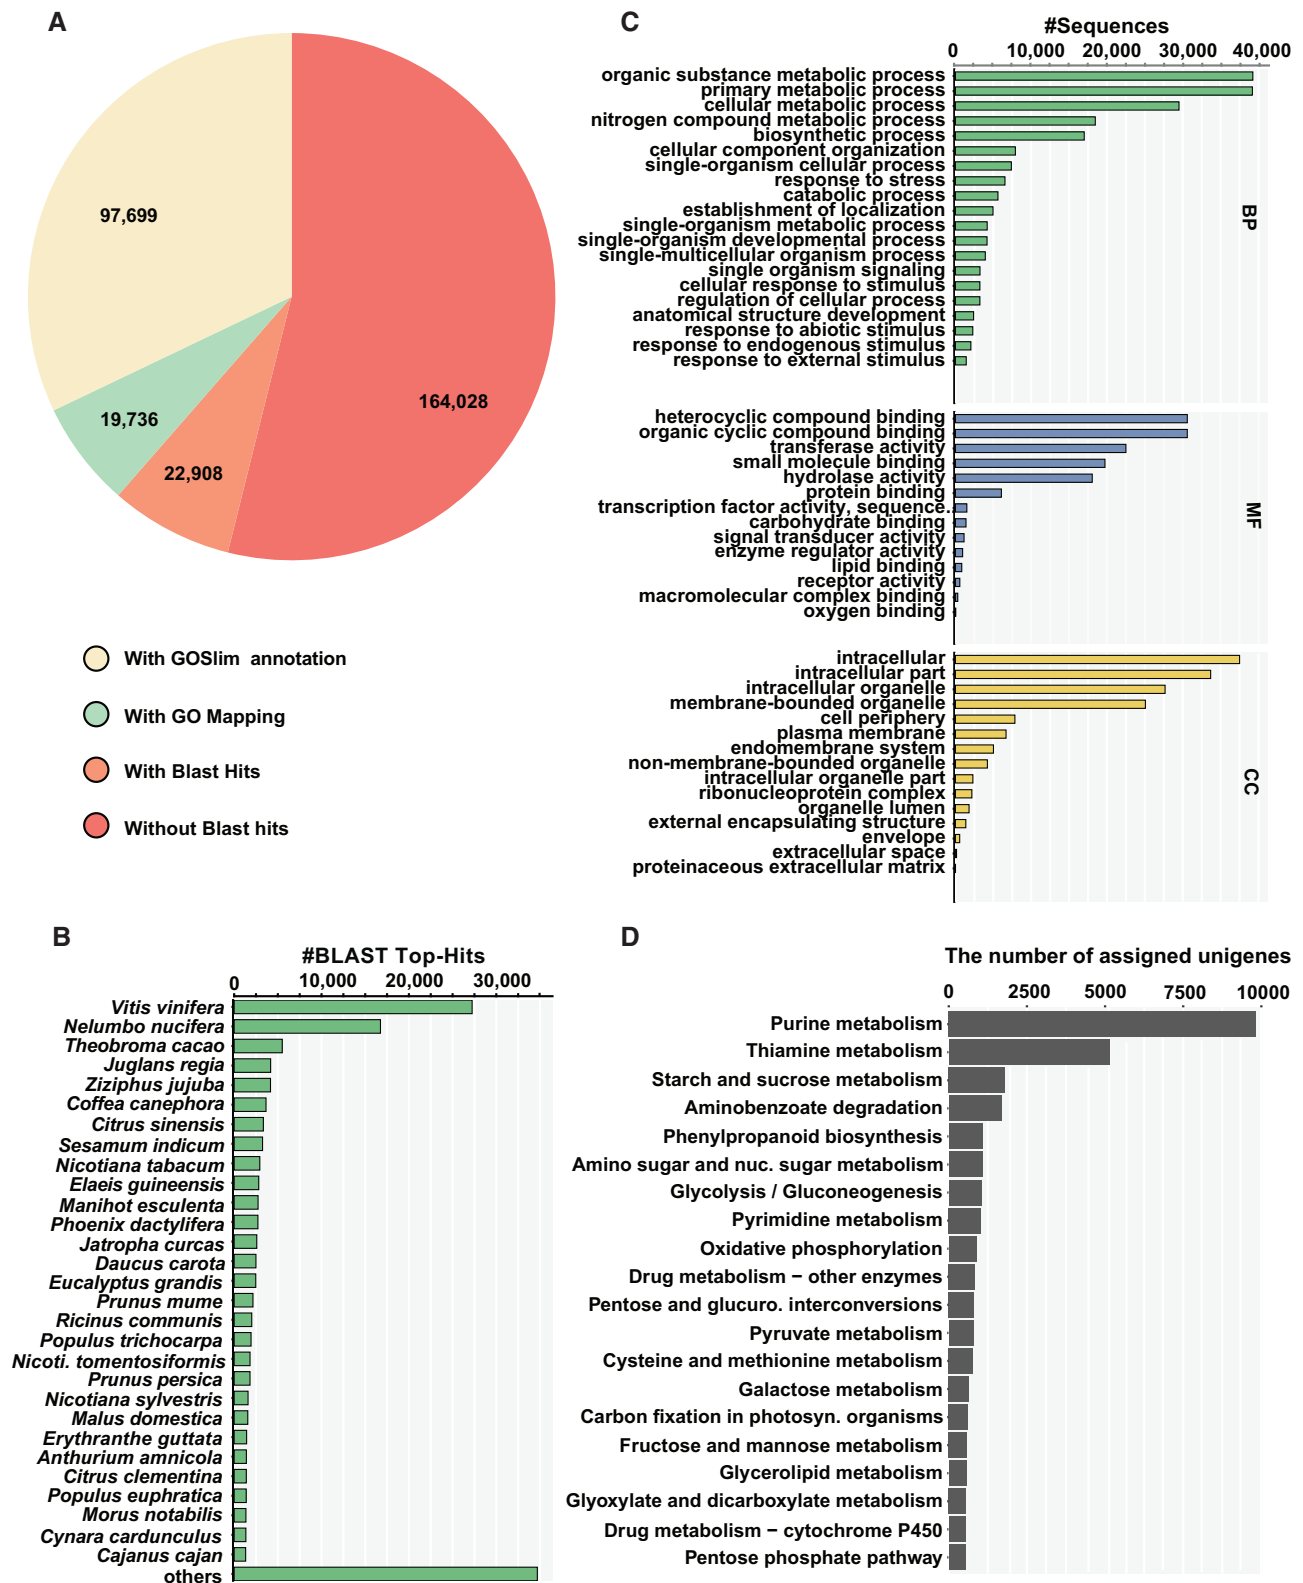 A
97,699
164,028
19,736
22,908
With GOSlim annotation
With GO Mapping
With Blast Hits
Without Blast hits
C
#Sequences
0 10,000 20,000 30,000 40,000
organic substance metabolic process
primary metabolic process
cellular metabolic process
nitrogen compound metabolic process
biosynthetic process
cellular component organization
single-organism cellular process
response to stress
catabolic process
establishment of localization
single-organism metabolic process
single-organism developmental process
single-multicellular organism process
single organism signaling
cellular response to stimulus
regulation of cellular process
anatomical structure development
response to abiotic stimulus
response to endogenous stimulus
response to external stimulus
BP
heterocyclic compound binding
organic cyclic compound binding
transferase activity
small molecule binding
hydrolase activity
protein binding
transcription factor activity, sequence.
carbohydrate binding
signal transducer activity
enzyme regulator activity
lipid binding
receptor activity
macromolecular complex binding
oxygen binding
MF
intracellular
intracellular part
intracellular organelle
membrane-bounded organelle
cell periphery
plasma membrane
endomembrane system
non-membrane-bounded organelle
intracellular organelle part
ribonucleoprotein complex
organelle lumen
external encapsulating structure
envelope
extracellular space
proteinaceous extracellular matrix
CC
B
#BLAST Top-Hits
0 10,000 20,000 30,000
Vitis vinifera
Nelumbo nucifera
Theobroma cacao
Juglans regia
Ziziphus jujuba
Coffea canephora
Citrus sinensis
Sesamum indicum
Nicotiana tabacum
Elaeis guineensis
Manihot esculenta
Phoenix dactylifera
Jatropha curcas
Daucus carota
Eucalyptus grandis
Prunus mume
Ricinus communis
Populus trichocarpa
Nicoti. tomentosiformis
Prunus persica
Nicotiana sylvestris
Malus domestica
Erythranthe guttata
Anthurium amnicola
Citrus clementina
Populus euphratica
Morus notabilis
Cynara cardunculus
Cajanus cajan
others
D
The number of assigned unigenes
0 2500 5000 7500 10000
Purine metabolism
Thiamine metabolism
Starch and sucrose metabolism
Aminobenzoate degradation
Phenylpropanoid biosynthesis
Amino sugar and nuc. sugar metabolism
Glycolysis / Gluconeogenesis
Pyrimidine metabolism
Oxidative phosphorylation
Drug metabolism − other enzymes
Pentose and glucuro. interconversions
Pyruvate metabolism
Cysteine and methionine metabolism
Galactose metabolism
Carbon fixation in photosyn. organisms
Fructose and mannose metabolism
Glycerolipid metabolism
Glyoxylate and dicarboxylate metabolism
Drug metabolism − cytochrome P450
Pentose phosphate pathway